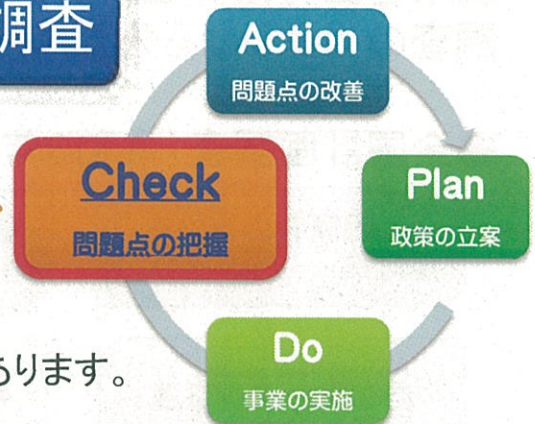 調査
Action
問題点の改善
Check
問題点の把握
Plan
政策の立案
Do
事業の実施
ります。